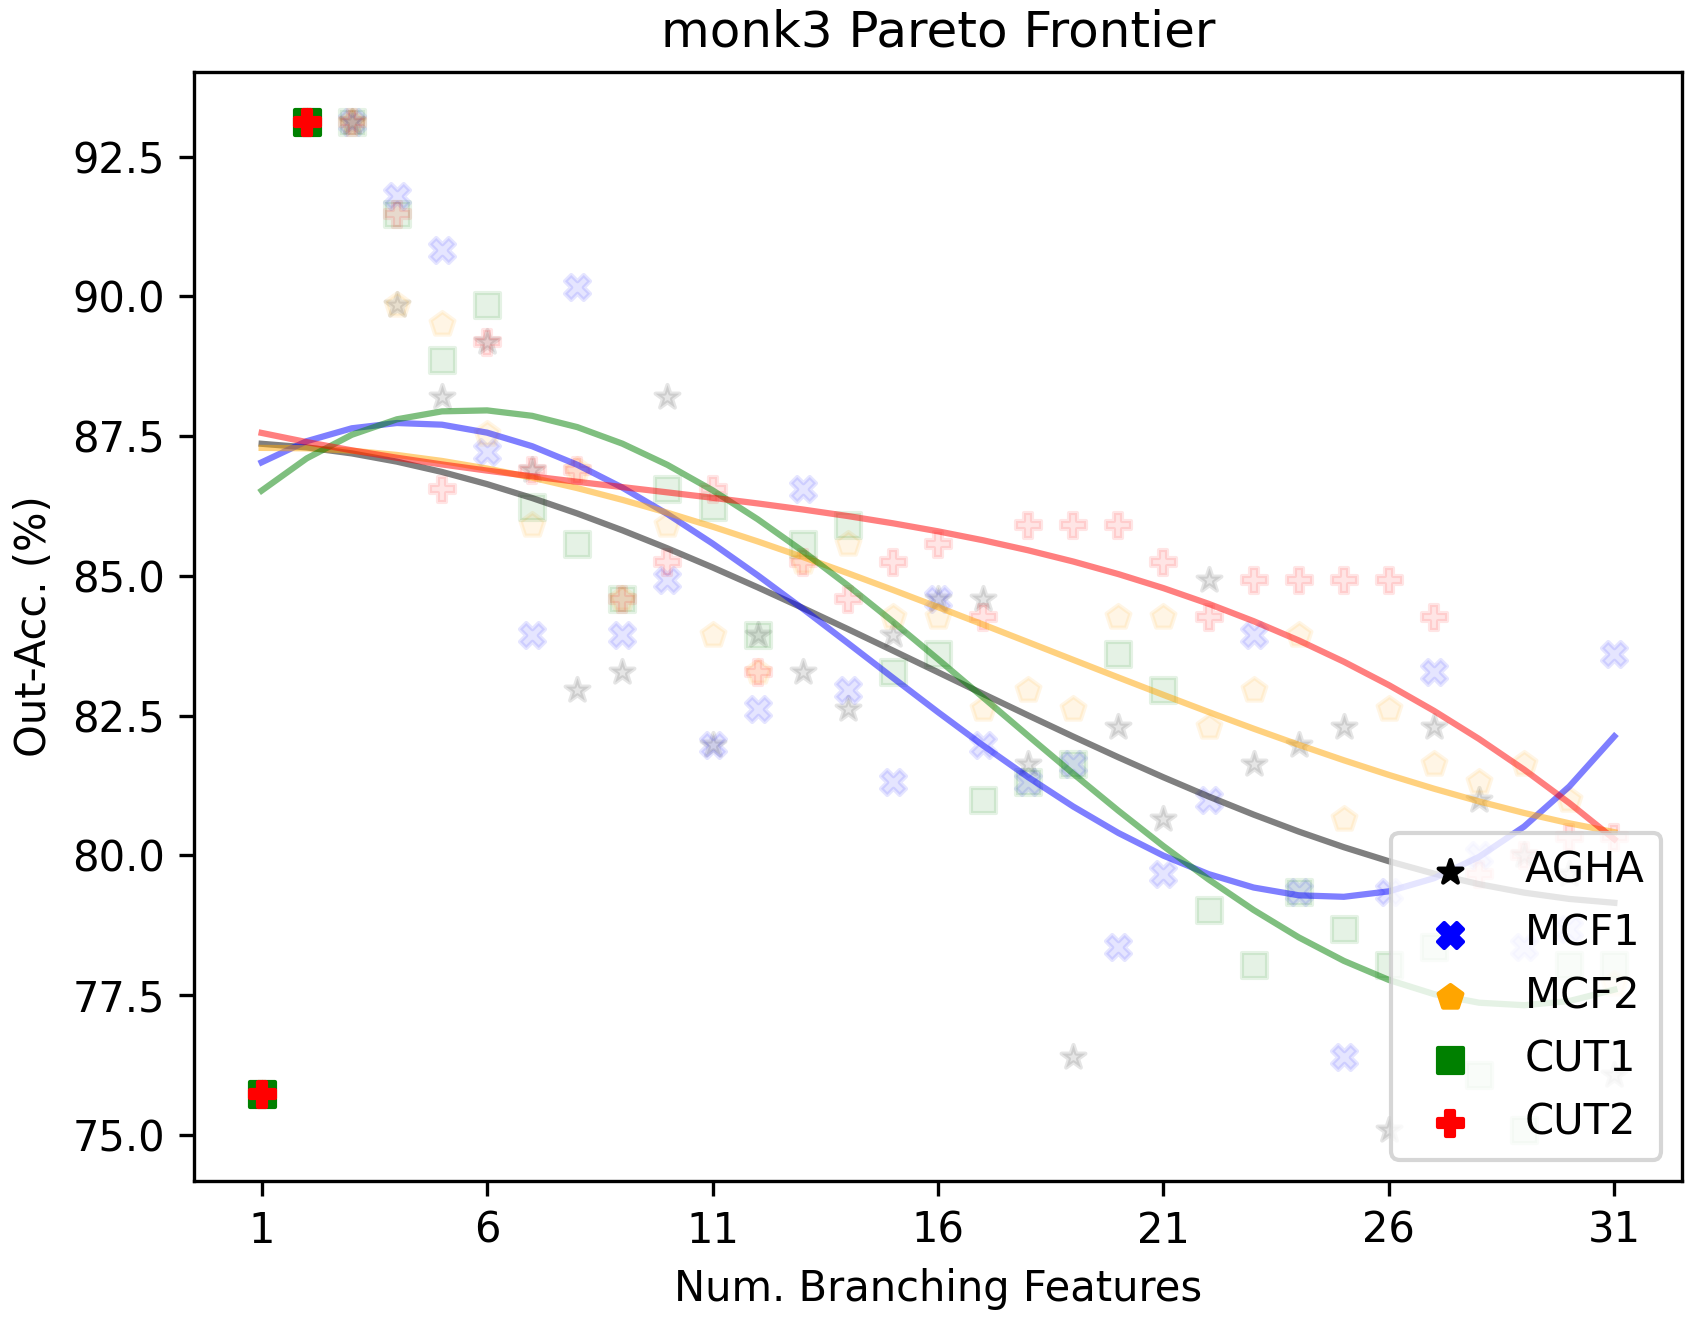 monk3 Pareto Frontier
Out-Acc. (%)
92.5
90.0
87.5
85.0
82.5
80.0
77.5
75.0
AGHA
MCF1
MCF2
CUT1
CUT2
1 6 11 16 21 26 31
Num. Branching Features